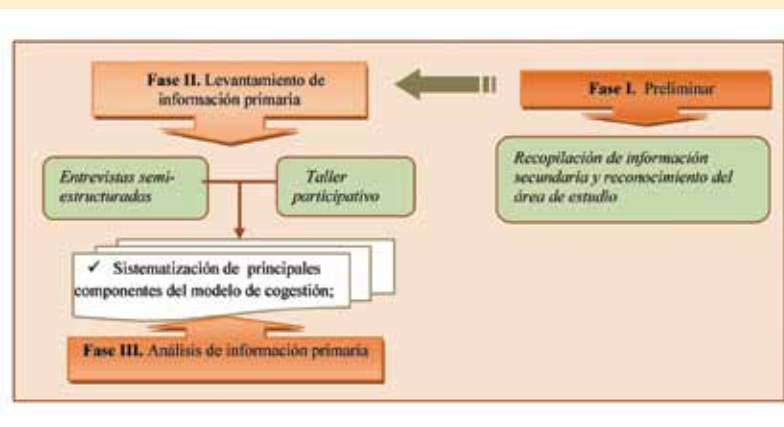 Fase II. Levantamiento de
información primaria
Fase I. Preliminar
Entrevistas semi-
estructuradas
Taller
participativo
Recopilación de información
secundaria y reconocimiento del
área de estudio
✓ Sistematización de principales
componentes del modelo de cogestión;
Fase III. Análisis de información primaria